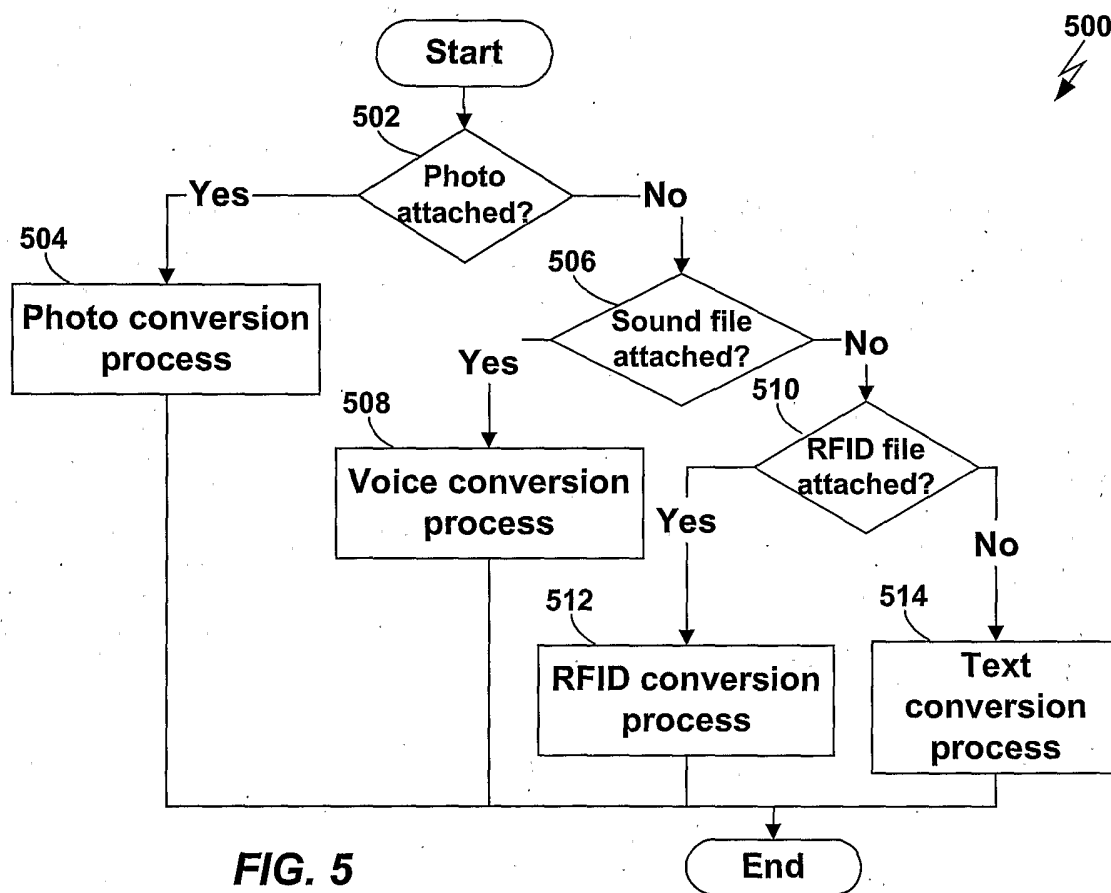 500
Start
502
Photo
attached?
Yes
No
504
Photo conversion
process
506
Sound file
attached?
Yes
No
508
Voice conversion
process
510
RFID file
attached?
Yes
No
512
RFID conversion
process
514
Text
conversion
process
End
FIG. 5